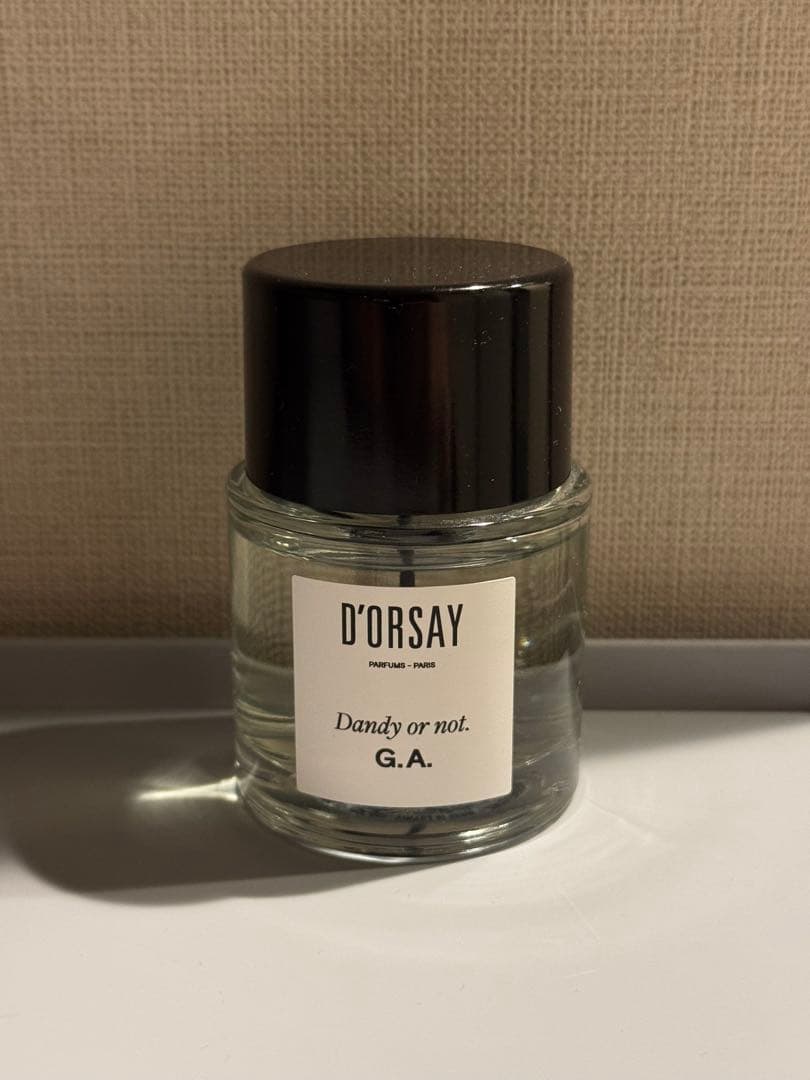 D'ORSAY
PARFUMS – PARIS
Dandy or not.
G.A.